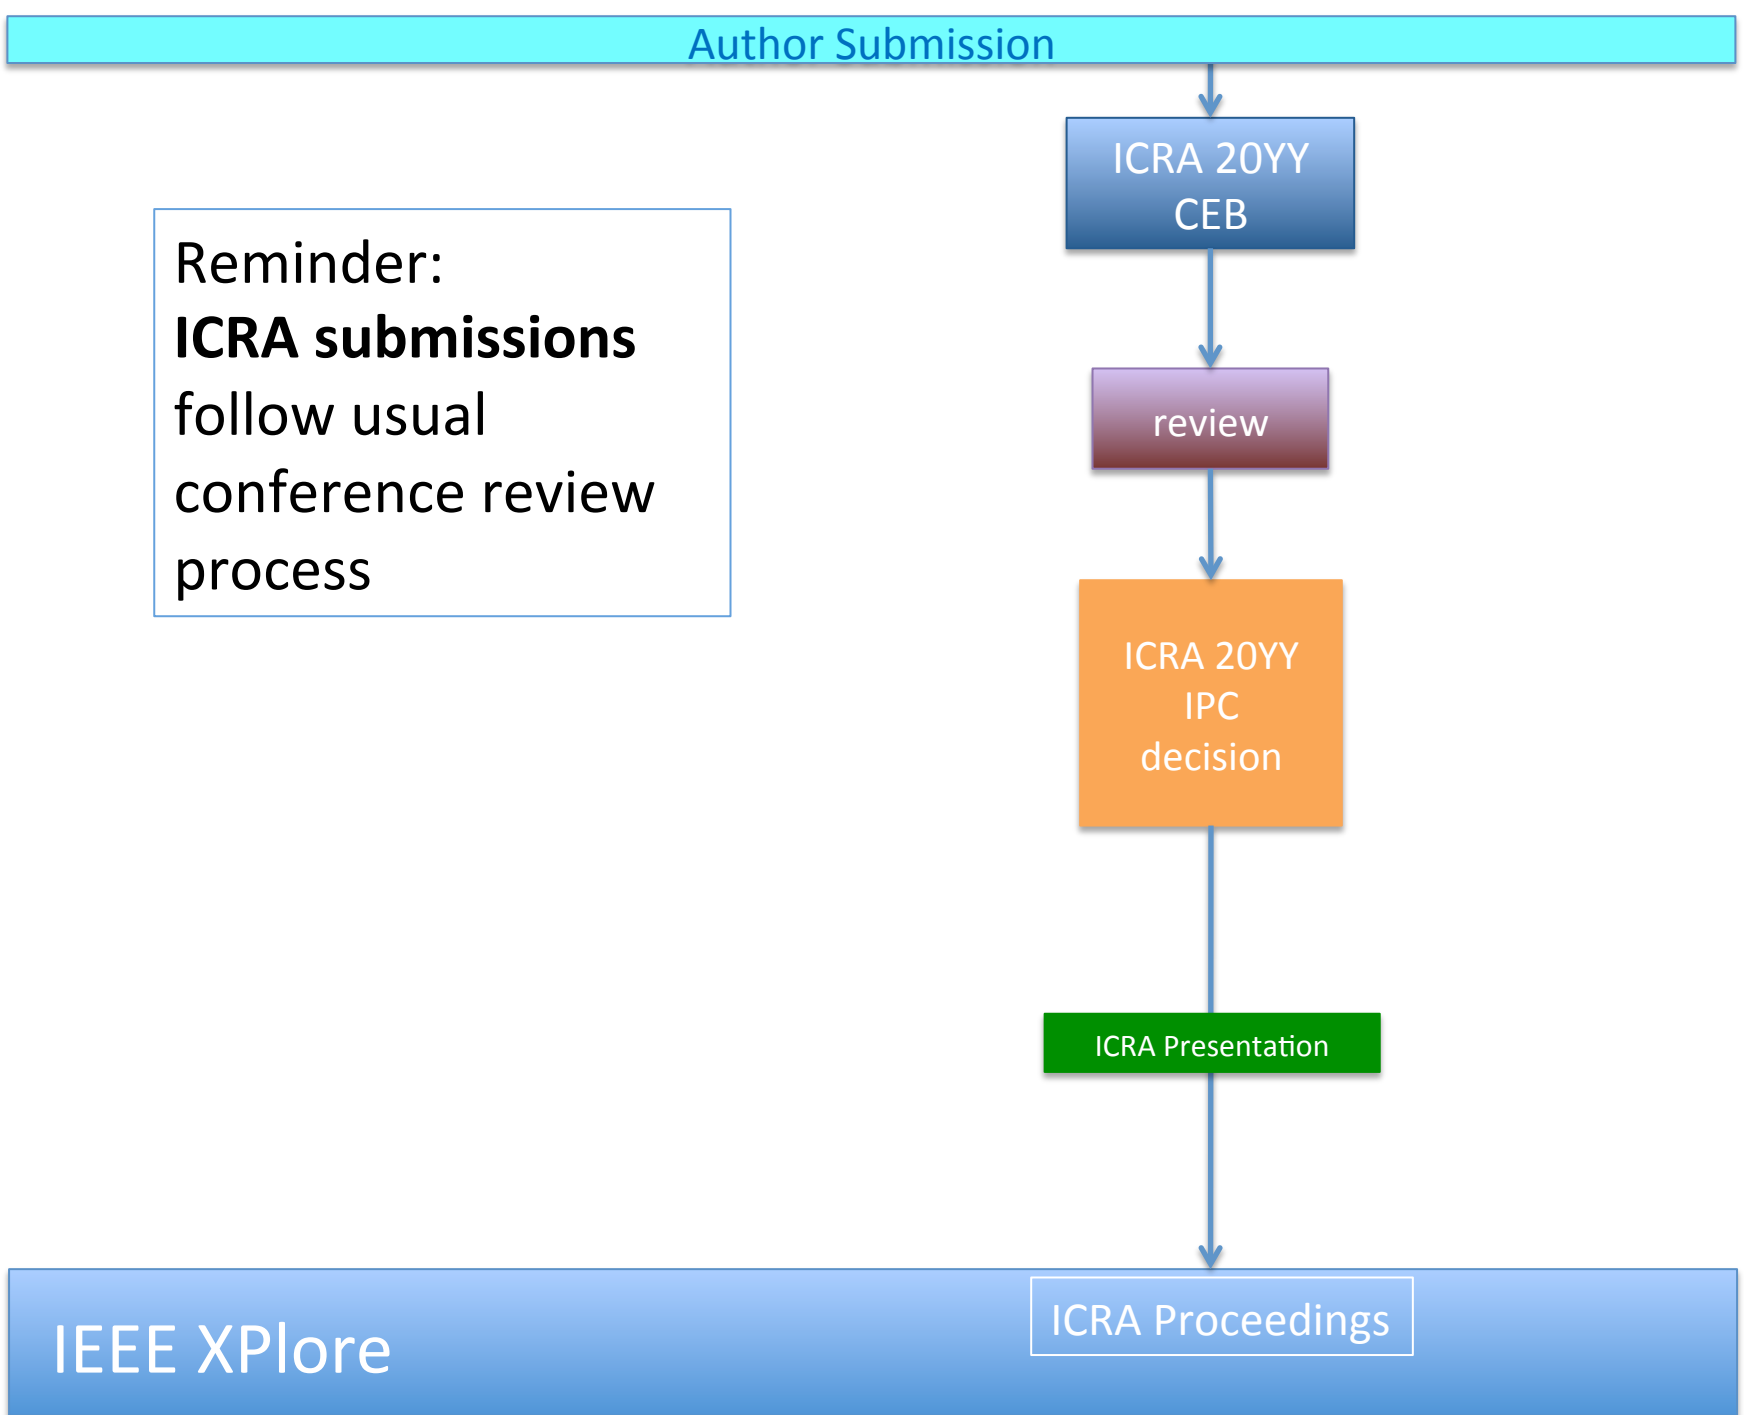 Author Submission
ICRA 20YY
CEB
Reminder:
ICRA submissions
follow usual
conference review
process
review
ICRA 20YY
IPC
decision
ICRA Presentation
ICRA Proceedings
IEEE XPlore